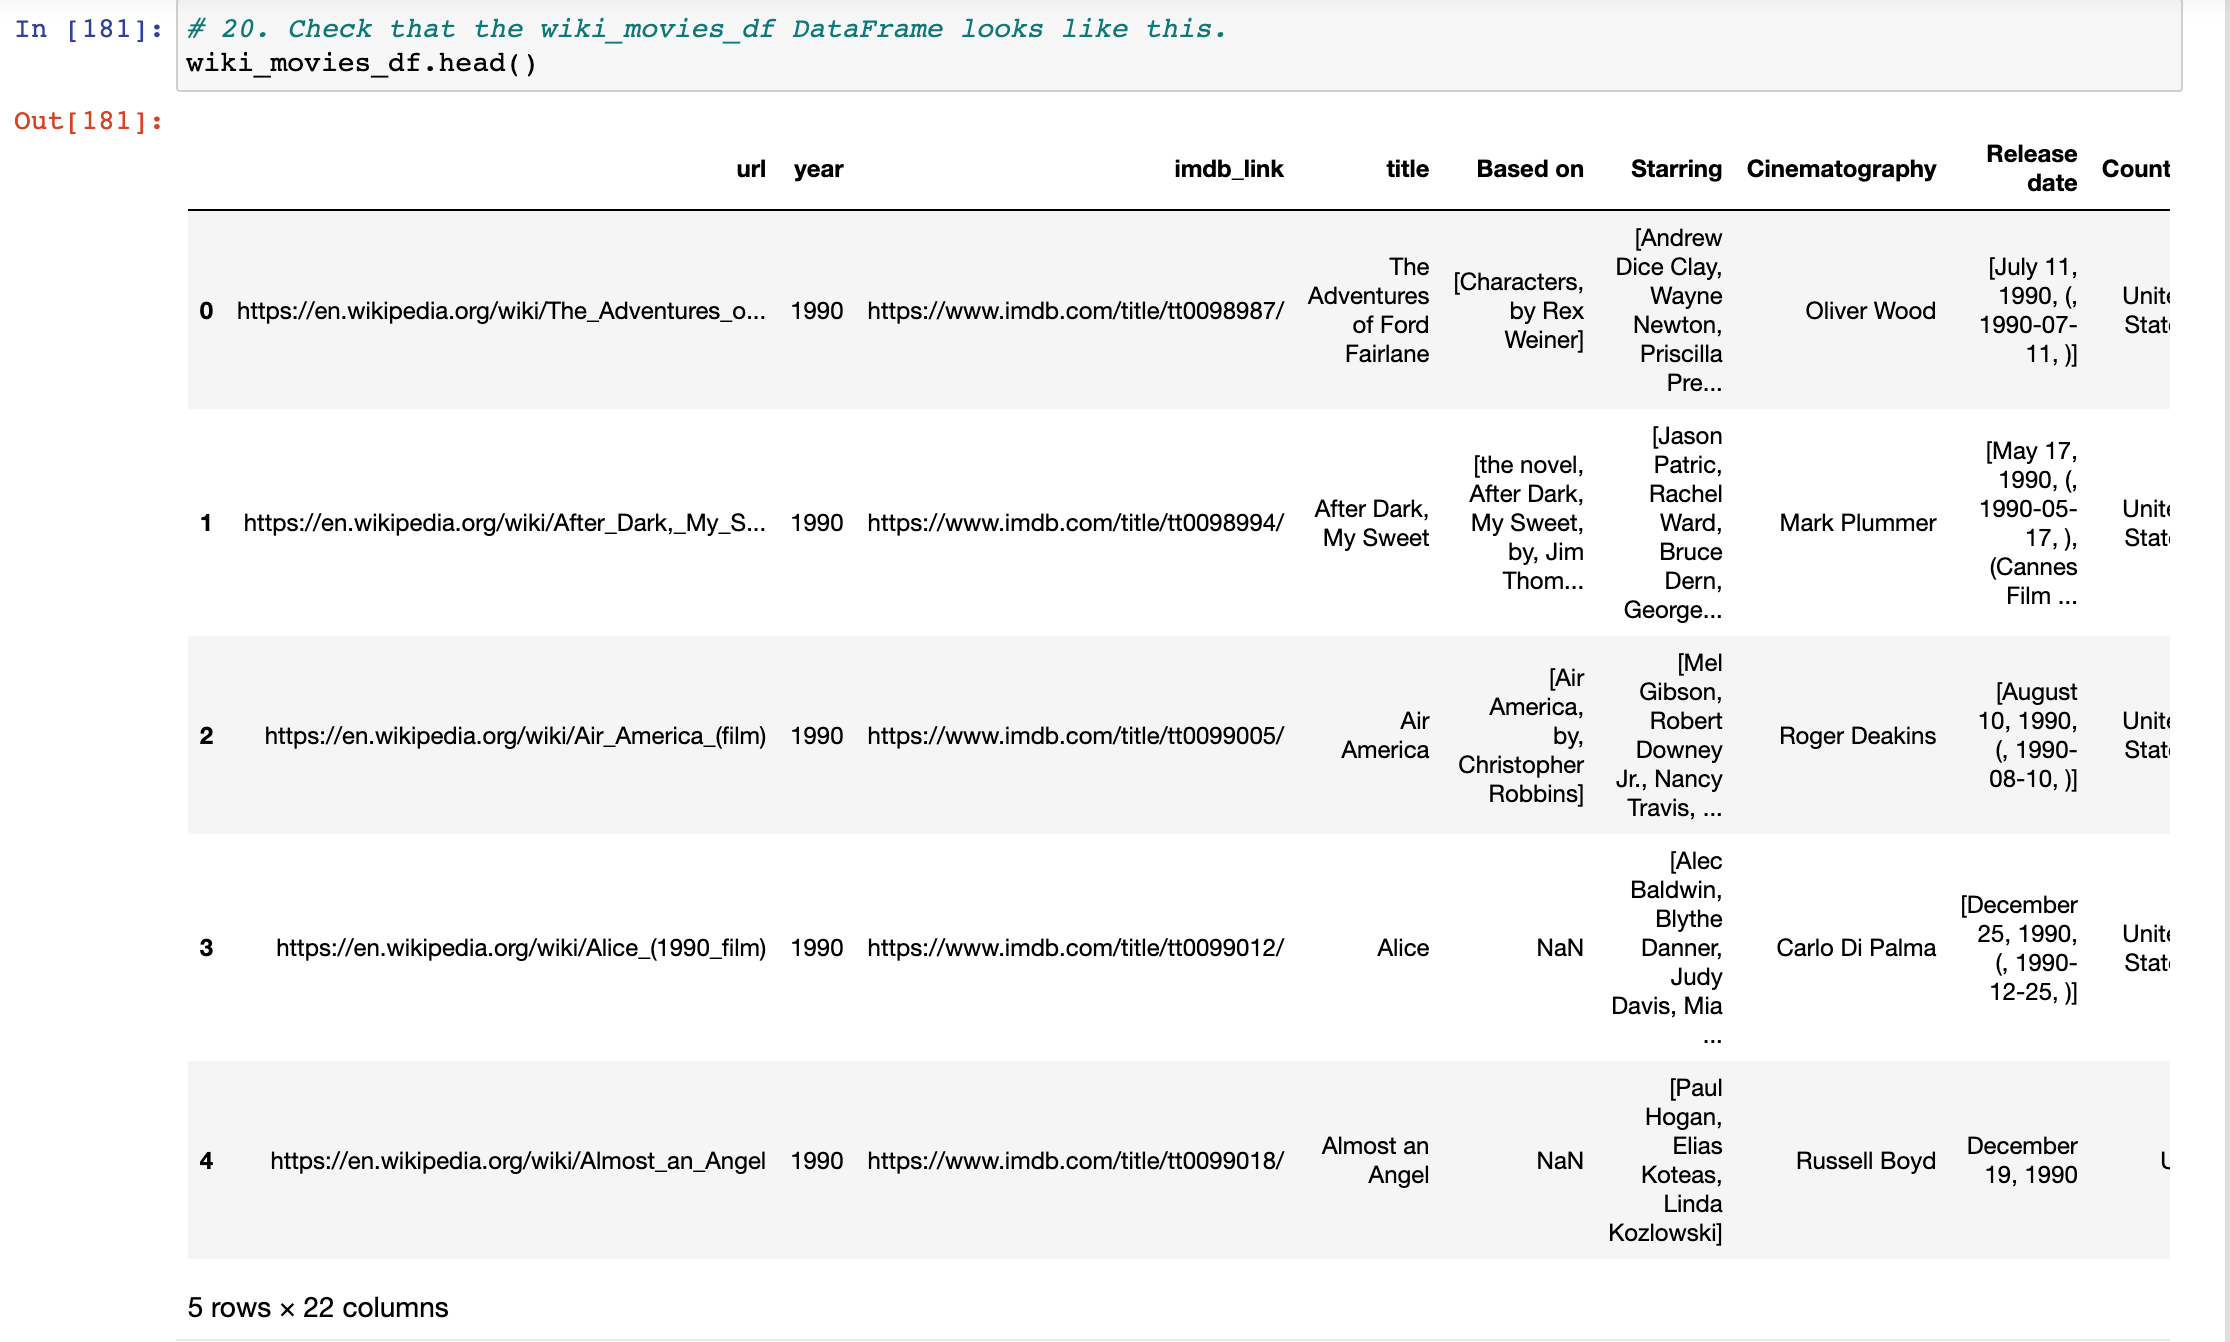 In [181]: # 20. Check that the wiki_movies_df DataFrame looks like this.
wiki_movies_df.head()
Out[181]:
url year imdb_link title Based on Starring Cinematography Release date Count
0 https://en.wikipedia.org/wiki/The_Adventures_o... 1990 https://www.imdb.com/title/tt0098987/ The Adventures of Ford Fairlane [Characters, by Rex Weiner] [Andrew Dice Clay, Wayne Newton, Priscilla Pre... Oliver Wood [July 11, 1990, (, 1990-07-11, )] Unite Stat
1 https://en.wikipedia.org/wiki/After_Dark,_My_S... 1990 https://www.imdb.com/title/tt0098994/ After Dark, My Sweet [the novel, After Dark, My Sweet, by, Jim Thom... [Jason Patric, Rachel Ward, Bruce Dern, George... Mark Plummer [May 17, 1990, (, 1990-05-17, ), (Cannes Film ... Unite Stat
2 https://en.wikipedia.org/wiki/Air_America_(film) 1990 https://www.imdb.com/title/tt0099005/ Air America [Air America, by, Christopher Robbins] [Mel Gibson, Robert Downey Jr., Nancy Travis, ... Roger Deakins [August 10, 1990, (, 1990-08-10, )] Unite Stat
3 https://en.wikipedia.org/wiki/Alice_(1990_film) 1990 https://www.imdb.com/title/tt0099012/ Alice NaN [Alec Baldwin, Blythe Danner, Judy Davis, Mia ... Carlo Di Palma [December 25, 1990, (, 1990-12-25, )] Unite Stat
4 https://en.wikipedia.org/wiki/Almost_an_Angel 1990 https://www.imdb.com/title/tt0099018/ Almost an Angel NaN [Paul Hogan, Elias Koteas, Linda Kozlowski] Russell Boyd December 19, 1990
5 rows × 22 columns